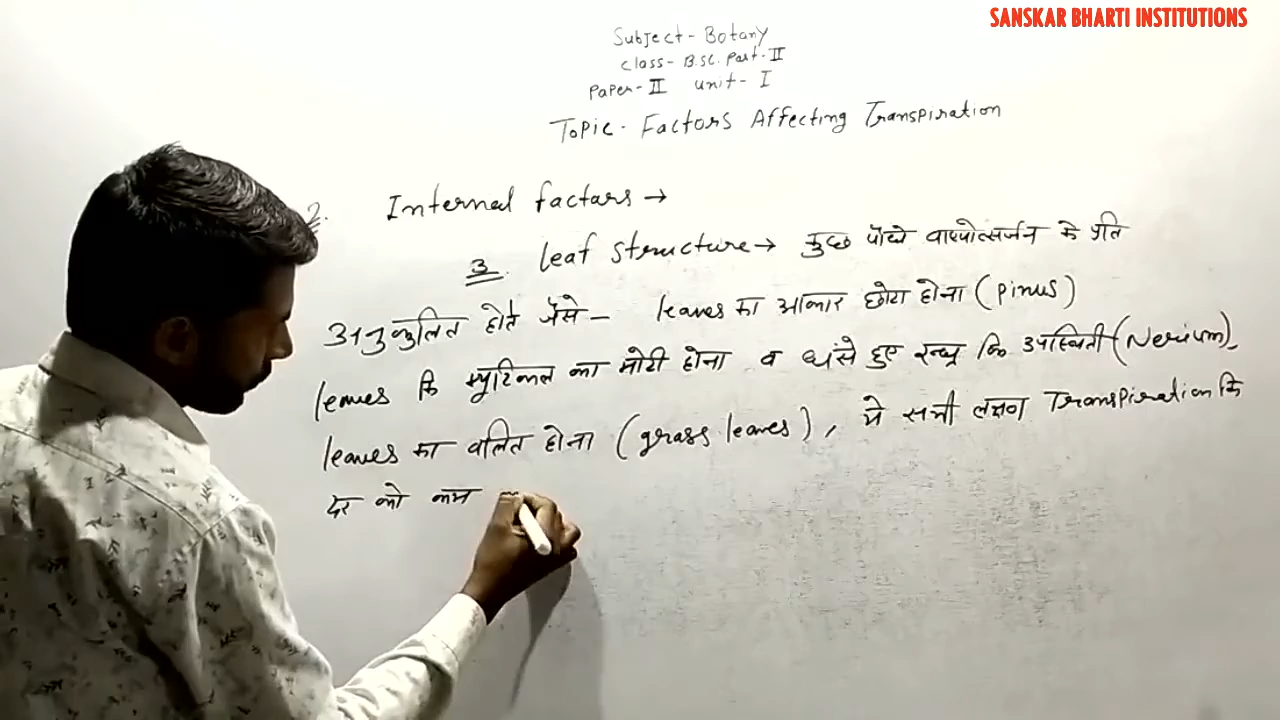 SANSKAR BHARTI INSTITUTIONS
Subject - Botany
Class - B.SC. Part - II
Paper - II Unit - I
Topic - Factors Affecting Transpiration
2. Internal factars →
3. leaf structure → कुछ पौधे वाष्पोत्सर्जन के प्रति
अनुकुलित होते जैसे - leaves का आकार छोटा होना (Pinus)
leaves कि क्युटिकल का मोटी होना व धंसे हुए रन्ध्र कि उपस्थिती (Nerium),
leaves का वलित होना (grass leaves), ये सभी लक्षण Transpiration कि
दर को कम